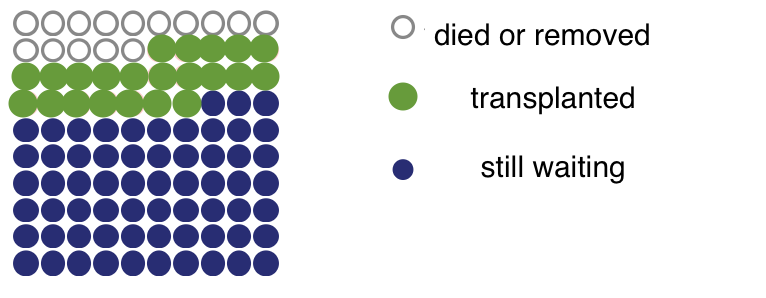 died or removed
transplanted
still waiting